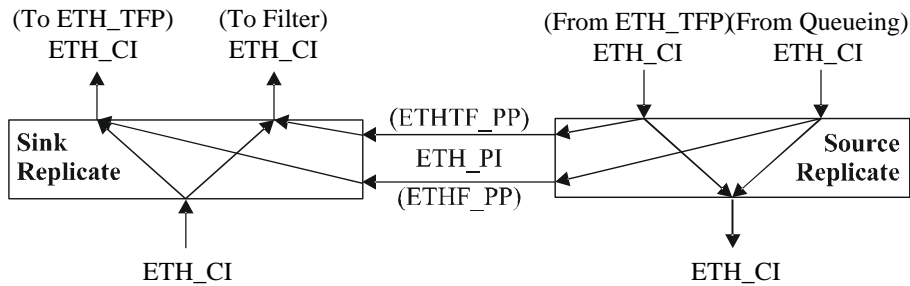 (To ETH_TFP) (To Filter) (From ETH_TFP)(From Queueing)
ETH_CI ETH_CI ETH_CI ETH_CI
(ETHTF_PP)
Sink Replicate
ETH_PI
Source Replicate
(ETHF_PP)
ETH_CI ETH_CI